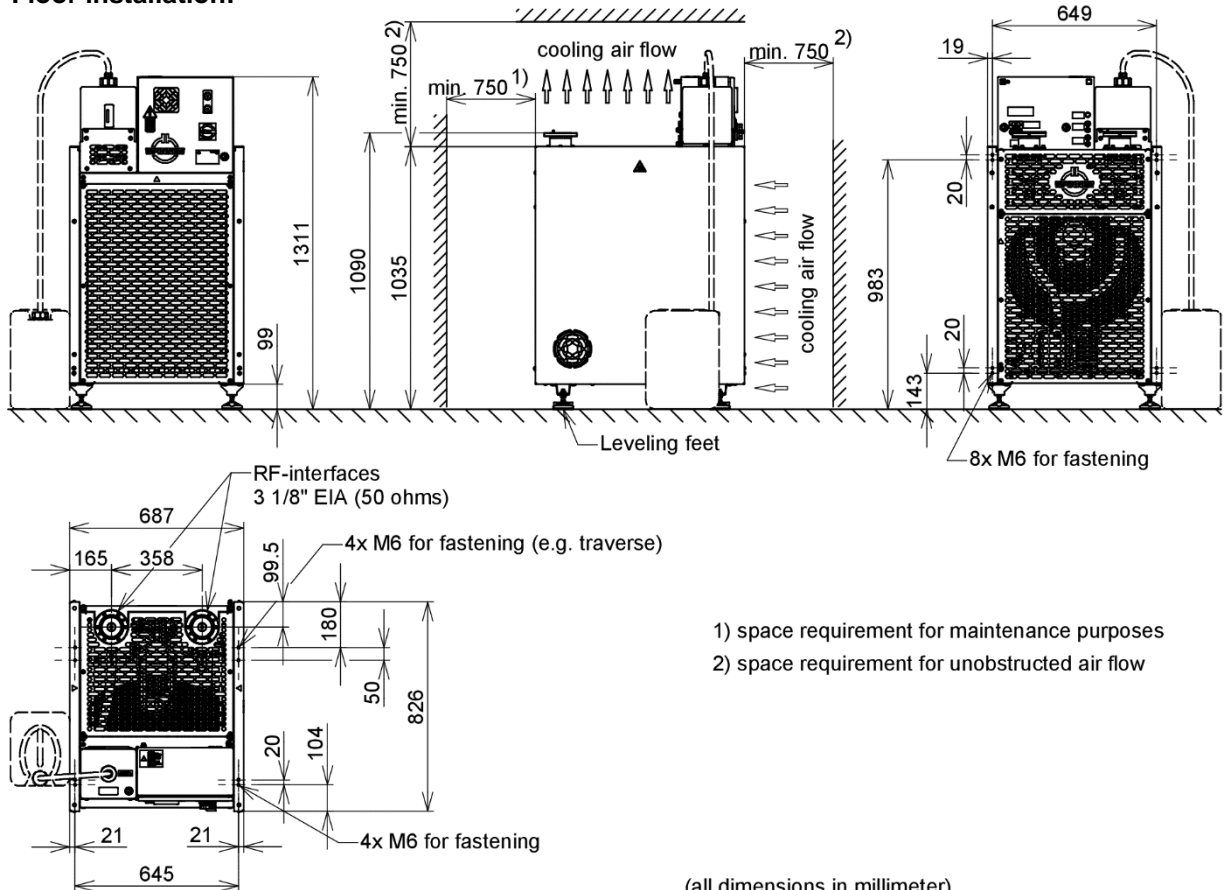 Floor installation:
649
cooling air flow
min. 750 2)
19
min. 750 1)
min. 750 2)
20
1311
1090
1035
cooling air flow
983
99
20
143
Leveling feet
8x M6 for fastening
RF-interfaces
3 1/8" EIA (50 ohms)
687
4x M6 for fastening (e.g. traverse)
165
358
99.5
180
1) space requirement for maintenance purposes
2) space requirement for unobstructed air flow
50
826
20
104
21
21
4x M6 for fastening
645
(all dimensions in millimeter)